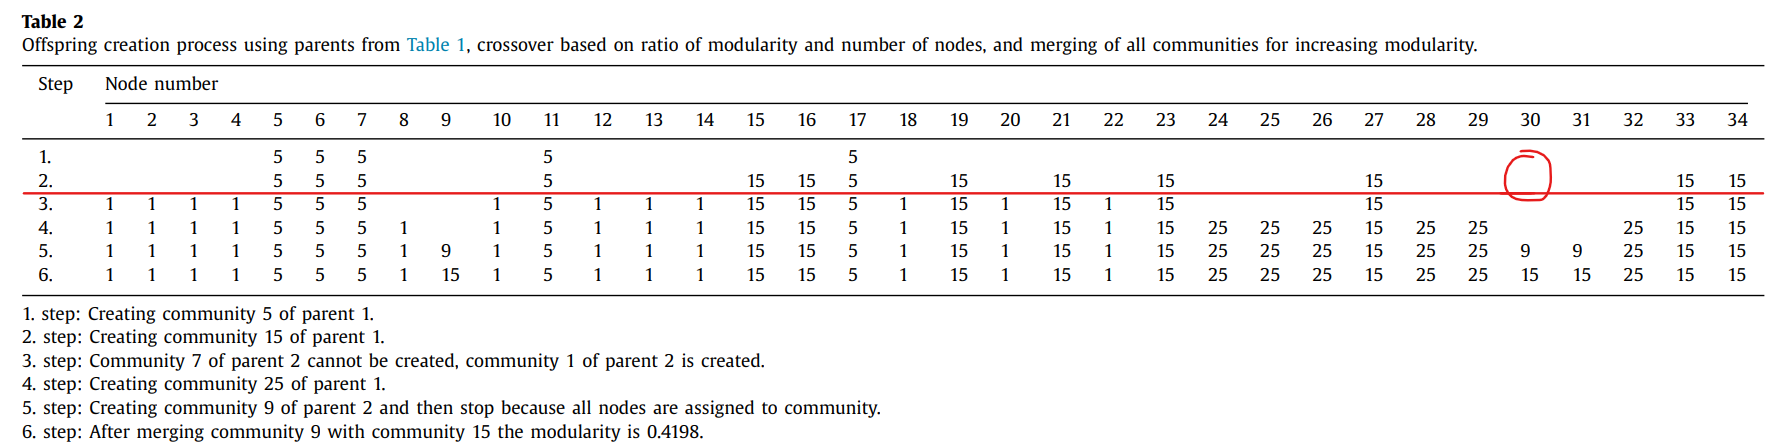 Table 2
Offspring creation process using parents from Table 1, crossover based on ratio of modularity and number of nodes, and merging of all communities for increasing modularity.
Step Node number
1 2 3 4 5 6 7 8 9 10 11 12 13 14 15 16 17 18 19 20 21 22 23 24 25 26 27 28 29 30 31 32 33 34
1. 5 5 5 5 5
2. 5 5 5 5 15 15 5 15 15 15 15 15 15
3. 1 1 1 1 5 5 5 1 5 1 1 1 15 15 5 1 15 1 15 1 15 15 15 15
4. 1 1 1 1 5 5 5 1 1 5 1 1 1 15 15 5 1 15 1 15 1 15 25 25 25 15 25 25 25 15 15
5. 1 1 1 1 5 5 5 1 9 1 5 1 1 1 15 15 5 1 15 1 15 1 15 25 25 25 15 25 25 9 9 25 15 15
6. 1 1 1 1 5 5 5 1 15 1 5 1 1 1 15 15 5 1 15 1 15 1 15 25 25 25 15 25 25 15 15 25 15 15
1. step: Creating community 5 of parent 1.
2. step: Creating community 15 of parent 1.
3. step: Community 7 of parent 2 cannot be created, community 1 of parent 2 is created.
4. step: Creating community 25 of parent 1.
5. step: Creating community 9 of parent 2 and then stop because all nodes are assigned to community.
6. step: After merging community 9 with community 15 the modularity is 0.4198.